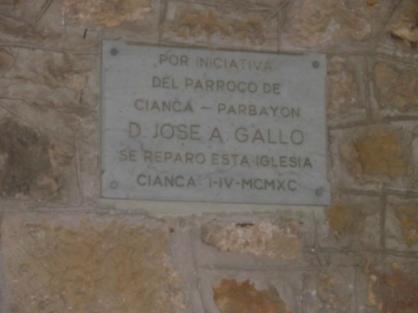 POR INICIATIVA
DEL PARROCO DE
CIANCA – PARBAYON
D. JOSE A. GALLO
SE REPARO ESTA IGLESIA
CIANCA 1-IV-MCMXC